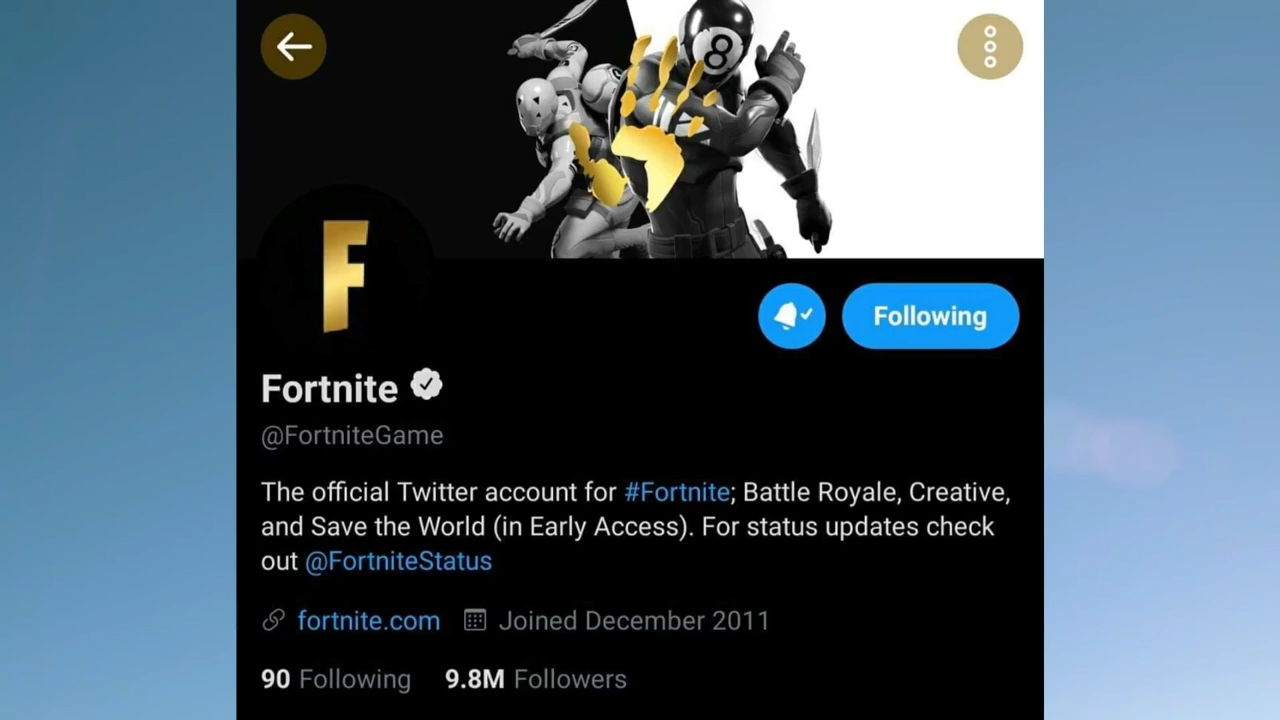 8
F
Following
Fortnite
@FortniteGame
The official Twitter account for #Fortnite; Battle Royale, Creative,
and Save the World (in Early Access). For status updates check
out @FortniteStatus
fortnite.com Joined December 2011
90 Following 9.8M Followers